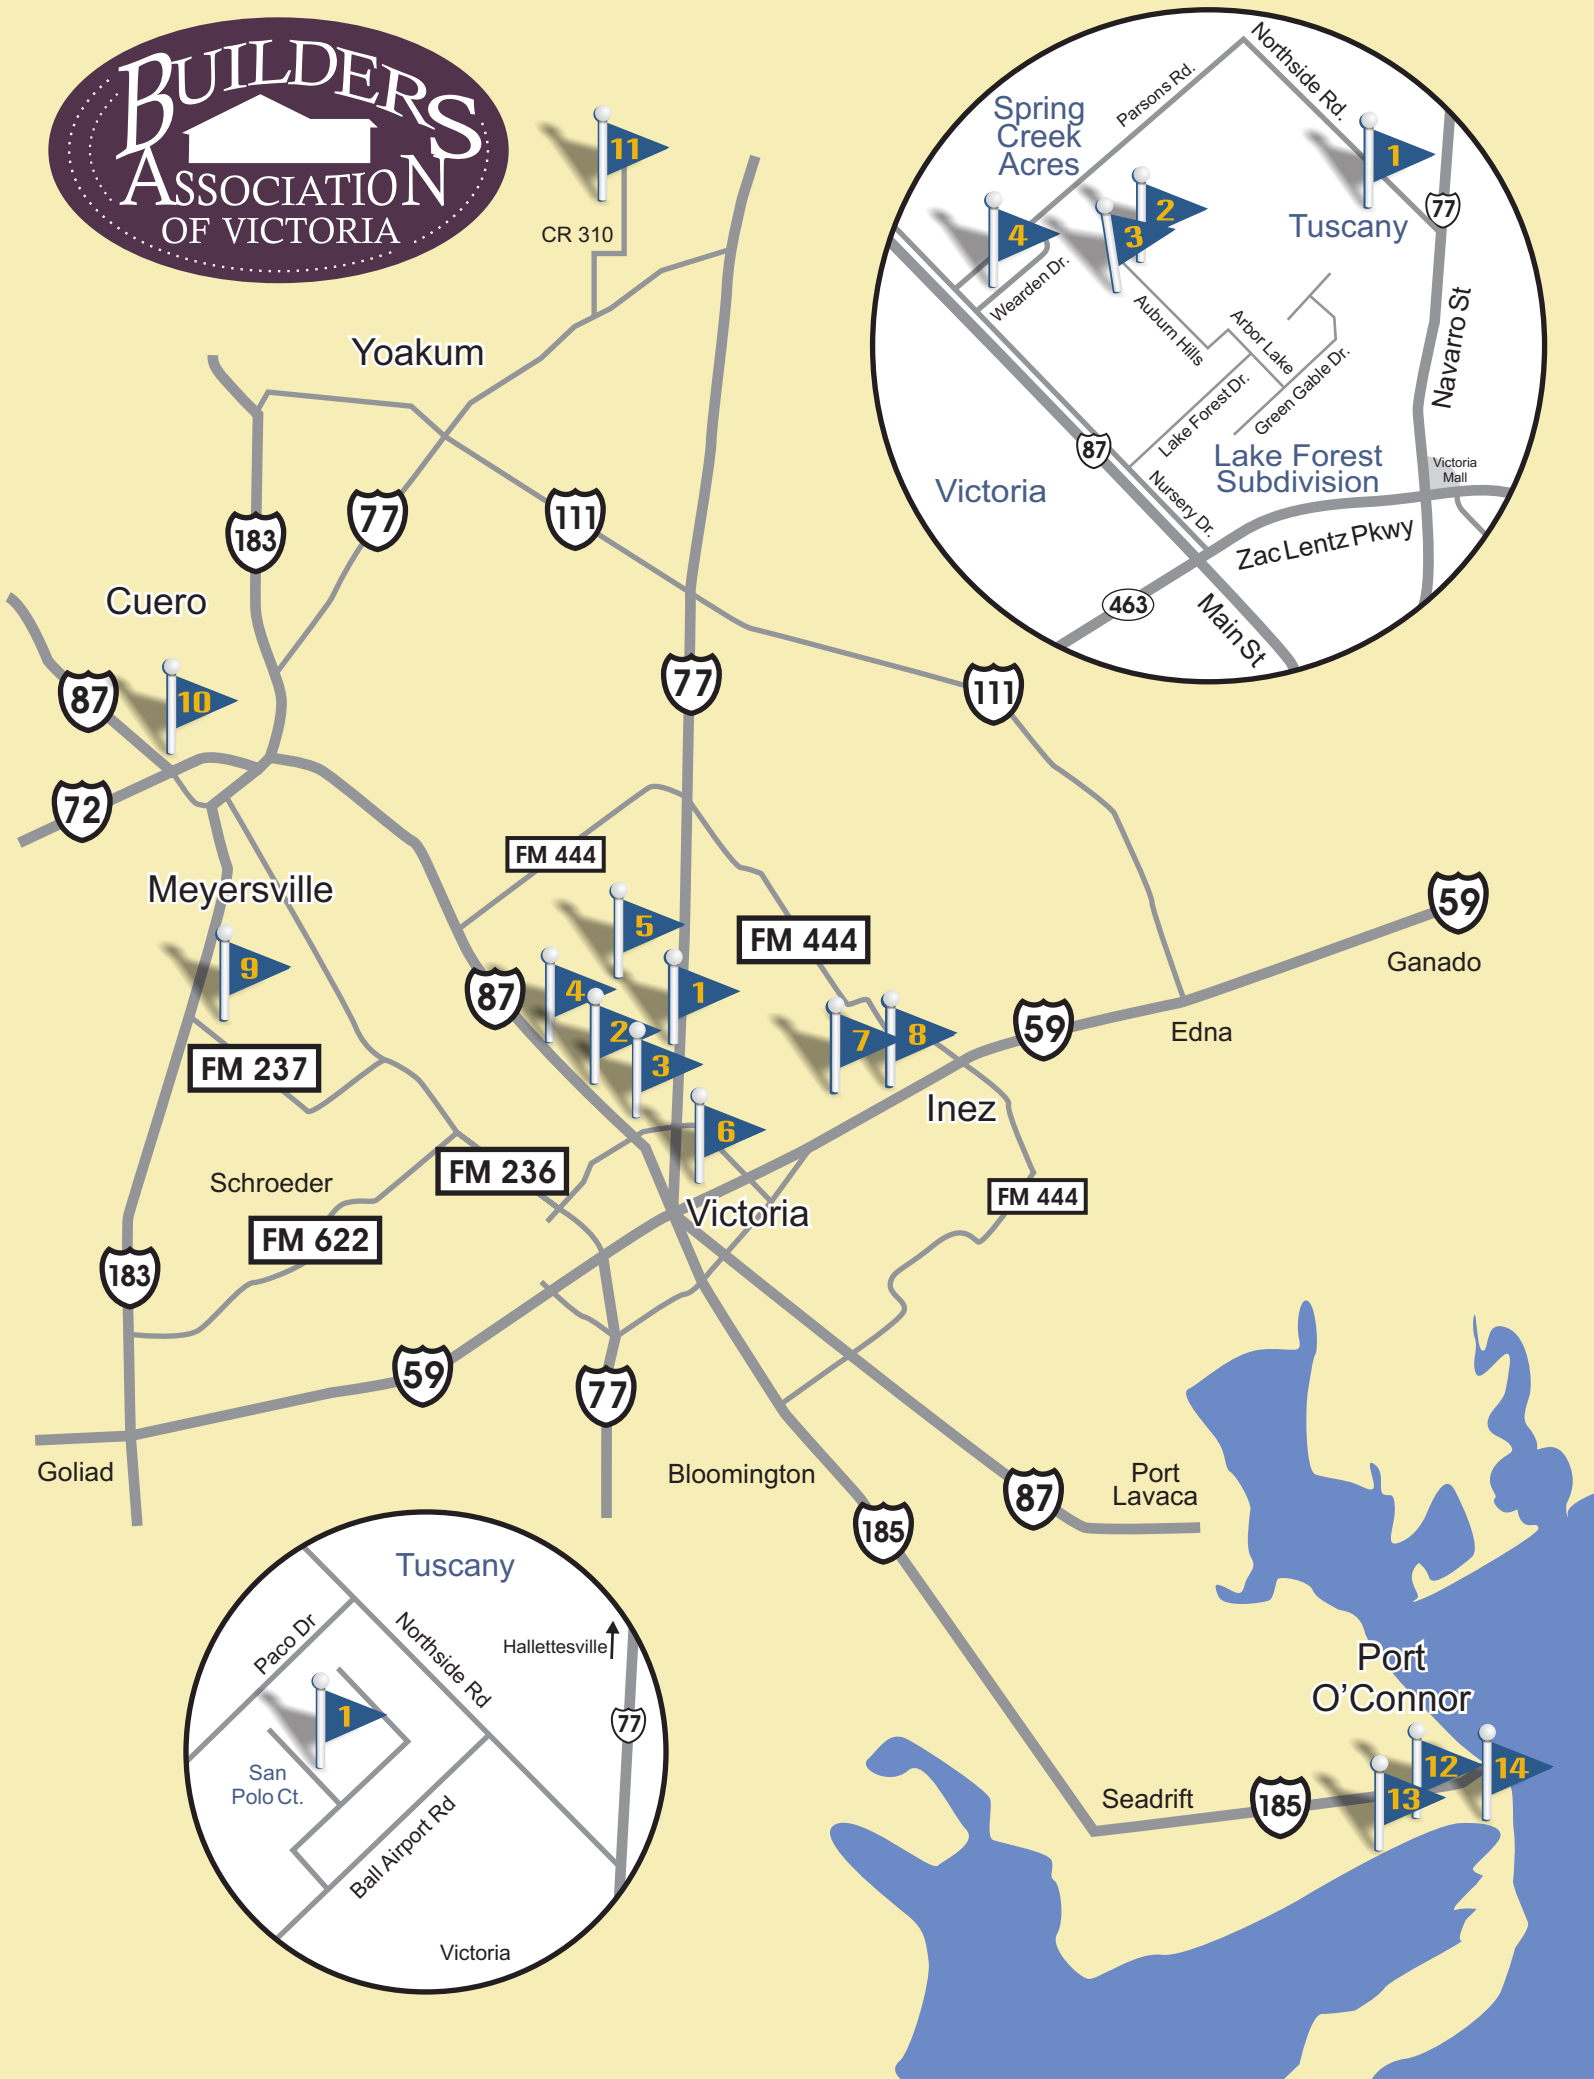 BUILDERS
ASSOCIATION
OF VICTORIA
11
CR 310
Yoakum
183
77
111
Cuero
87
10
72
77
111
Meyersville
FM 444
5
FM 444
59
Ganado
9
87
4
1
2
3
7
8
59
Edna
FM 237
Inez
6
FM 236
Schroeder
FM 444
Victoria
FM 622
183
59
77
Goliad
Bloomington
87
Port
Lavaca
185
Port
O'Connor
12
14
13
Seadrift
185
Northside Rd.
Parsons Rd.
Spring
Creek
Acres
1
77
2
3
4
Tuscany
Wearden Dr.
Auburn Hills
Arbor Lake
Navarro St
Green Gable Dr.
Lake Forest Dr.
87
Lake Forest
Subdivision
Victoria
Mall
Victoria
Nursery Dr.
Zac Lentz Pkwy
463
Main St
Tuscany
Paco Dr
Northside Rd
Hallettesville
1
77
San
Polo Ct.
Ball Airport Rd
Victoria